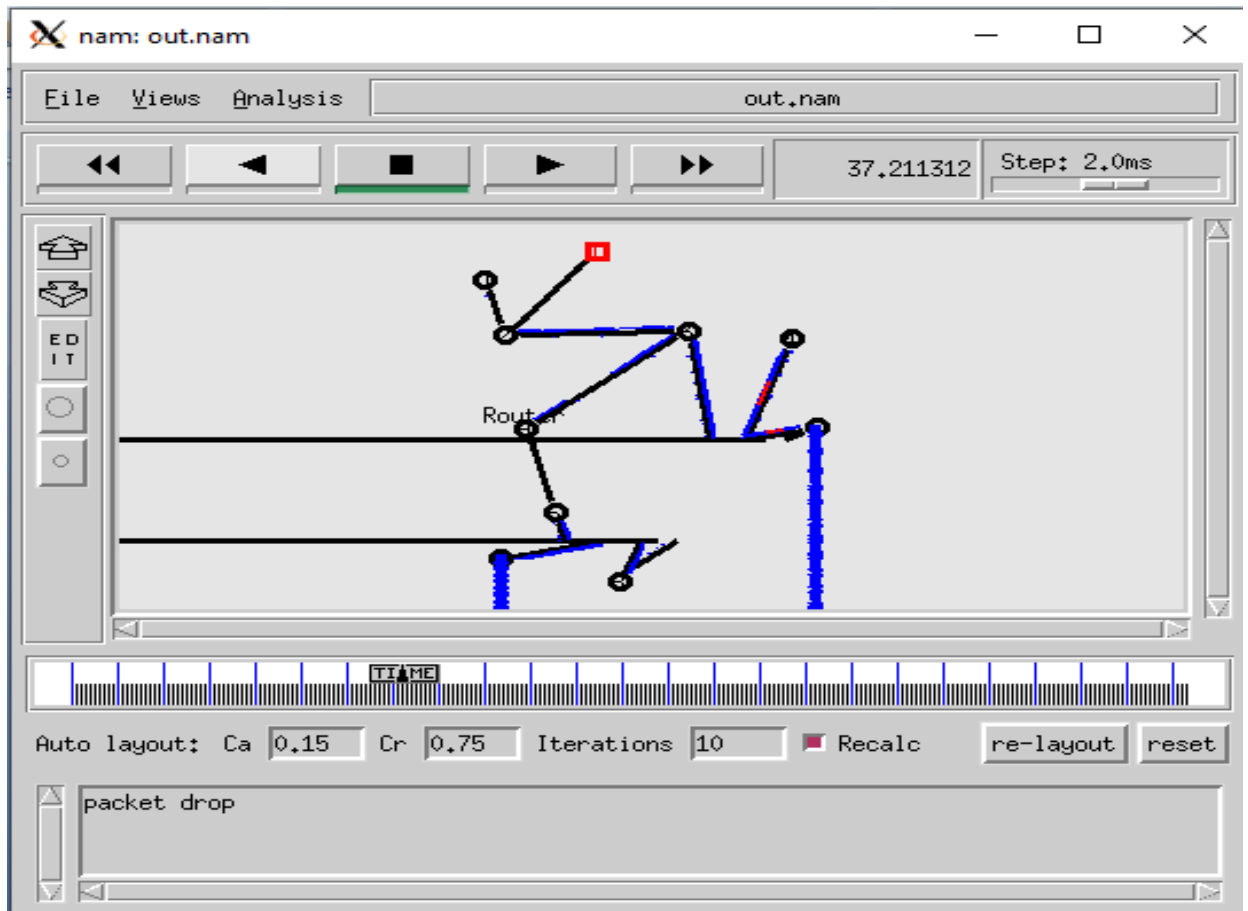 nam: out.nam
File Views Analysis out.nam
37.211312 Step: 2.0ms
ED
IT
Router
TIME
Auto layout: Ca 0.15 Cr 0.75 Iterations 10 Recalc re-layout reset
packet drop